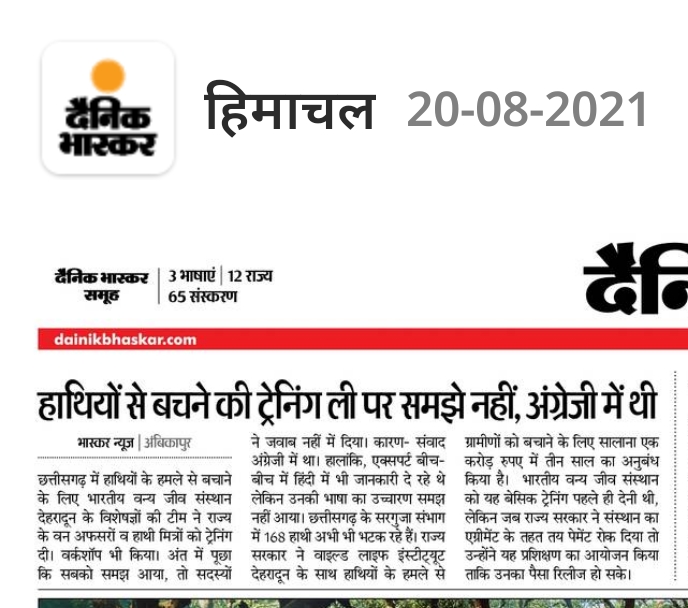 दैनिक
भास्कर
हिमाचल 20-08-2021
दैनिक भास्कर
समूह
3 भाषाएं | 12 राज्य
65 संस्करण
dainikbhaskar.com
हाथियों से बचने की ट्रेनिंग ली पर समझे नहीं, अंग्रेजी में थी
भास्कर न्यूज | अंबिकापुर
छत्तीसगढ़ में हाथियों के हमले से बचाने
के लिए भारतीय वन्य जीव संस्थान
देहरादून के विशेषज्ञों की टीम ने राज्य
के वन अफसरों व हाथी मित्रों को ट्रेनिंग
दी। वर्कशॉप भी किया। अंत में पूछा
कि सबको समझ आया, तो सदस्यों
ने जवाब नहीं में दिया। कारण- संवाद
अंग्रेजी में था। हालांकि, एक्सपर्ट बीच-
बीच में हिंदी में भी जानकारी दे रहे थे
लेकिन उनकी भाषा का उच्चारण समझ
नहीं आया। छत्तीसगढ़ के सरगुजा संभाग
में 168 हाथी अभी भी भटक रहे हैं। राज्य
सरकार ने वाइल्ड लाइफ इंस्टीट्यूट
देहरादून के साथ हाथियों के हमले से
ग्रामीणों को बचाने के लिए सालाना एक
करोड़ रुपए में तीन साल का अनुबंध
किया है। भारतीय वन्य जीव संस्थान
को यह बेसिक ट्रेनिंग पहले ही देनी थी,
लेकिन जब राज्य सरकार ने संस्थान का
एग्रीमेंट के तहत तय पेमेंट रोक दिया तो
उन्होंने यह प्रशिक्षण का आयोजन किया
ताकि उनका पैसा रिलीज हो सके।